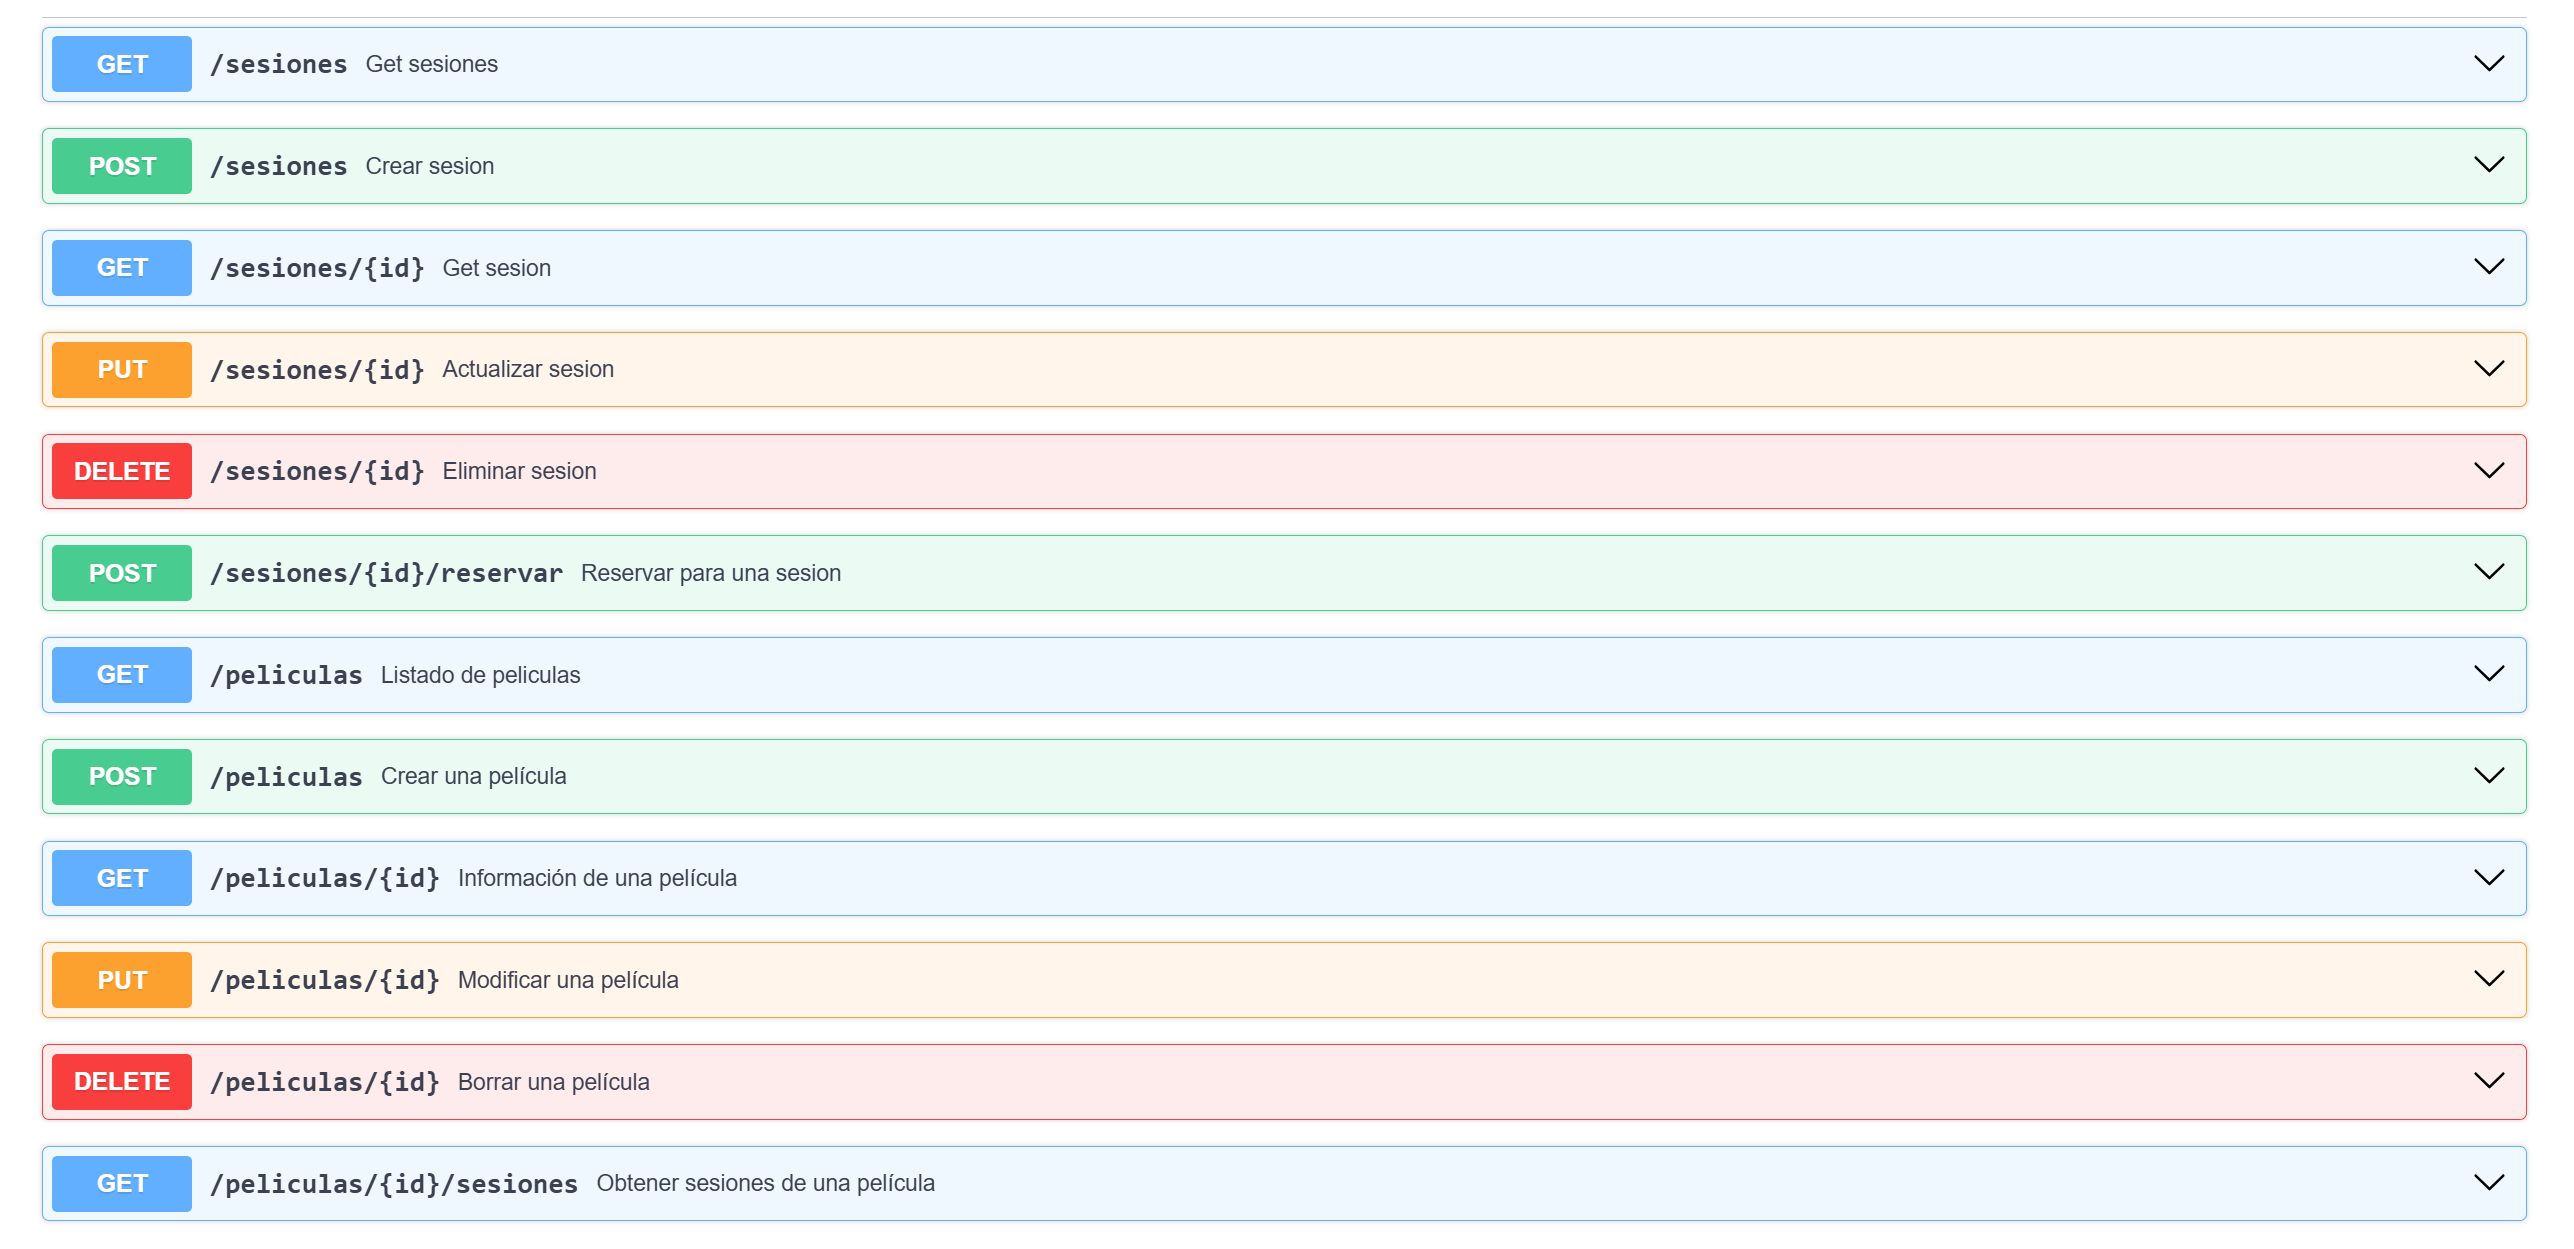 GET /sesiones Get sesiones
POST /sesiones Crear sesion
GET /sesiones/{id} Get sesion
PUT /sesiones/{id} Actualizar sesion
DELETE /sesiones/{id} Eliminar sesion
POST /sesiones/{id}/reservar Reservar para una sesion
GET /peliculas Listado de peliculas
POST /peliculas Crear una película
GET /peliculas/{id} Información de una película
PUT /peliculas/{id} Modificar una película
DELETE /peliculas/{id} Borrar una película
GET /peliculas/{id}/sesiones Obtener sesiones de una película